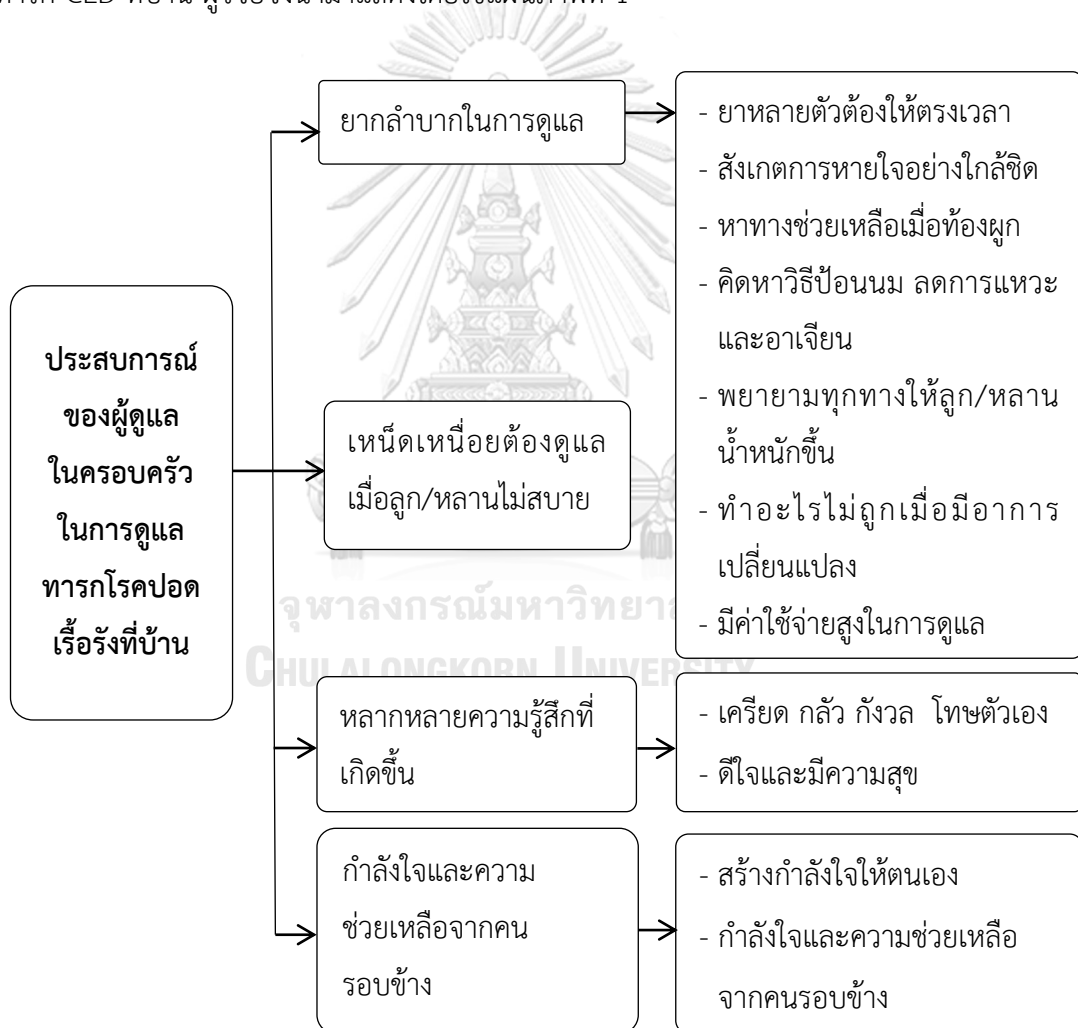 ยากลำบากในการดูแล
- ยาหลายตัวต้องให้ตรงเวลา
- สังเกตการหายใจอย่างใกล้ชิด
- หาทางช่วยเหลือเมื่อท้องผูก
- คิดหาวิธีป้อนนม ลดการแหวะ
และอาเจียน
- พยายามทุกทางให้ลูก/หลาน
น้ำหนักขึ้น
- ทำอะไรไม่ถูกเมื่อมีอาการ
เปลี่ยนแปลง
- มีค่าใช้จ่ายสูงในการดูแล
ประสบการณ์
ของผู้ดูแล
ในครอบครัว
ในการดูแล
ทารกโรคปอด
เรื้อรังที่บ้าน
เหน็ดเหนื่อยต้องดูแล
เมื่อลูก/หลานไม่สบาย
จุฬาลงกรณ์มหาวิทยา
CHULALONGKORN UNIVERSITY
หลากหลายความรู้สึกที่
เกิดขึ้น
- เครียด กลัว กังวล โทษตัวเอง
- ดีใจและมีความสุข
กำลังใจและความ
ช่วยเหลือจากคน
รอบข้าง
- สร้างกำลังใจให้ตนเอง
- กำลังใจและความช่วยเหลือ
จากคนรอบข้าง